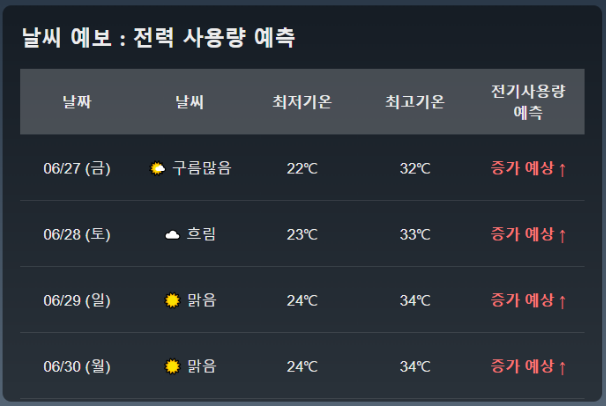 날씨 예보 : 전력 사용량 예측
날짜 날씨 최저기온 최고기온 전기사용량 예측
06/27 (금) 구름많음 22℃ 32℃ 증가 예상 ↑
06/28 (토) 흐림 23℃ 33℃ 증가 예상 ↑
06/29 (일) 맑음 24℃ 34℃ 증가 예상 ↑
06/30 (월) 맑음 24℃ 34℃ 증가 예상 ↑